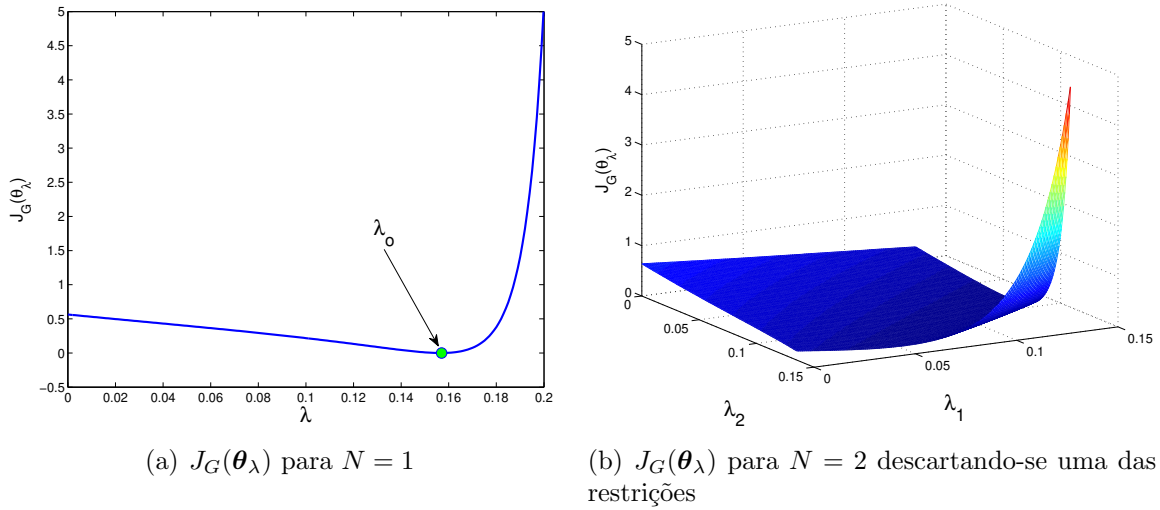 5
4.5
4
3.5
3
2.5
2
1.5
1
0.5
0
−0.5
J_G(θ_λ)
λ_o
0 0.02 0.04 0.06 0.08 0.1 0.12 0.14 0.16 0.18 0.2
λ
(a) J_G(θ_λ) para N = 1
5
4
3
2
1
0
J_G(θ_λ)
0
0.05
0.1
0.15
λ_2
0
0.05
0.1
0.15
λ_1
(b) J_G(θ_λ) para N = 2 descartando-se uma das
restrições